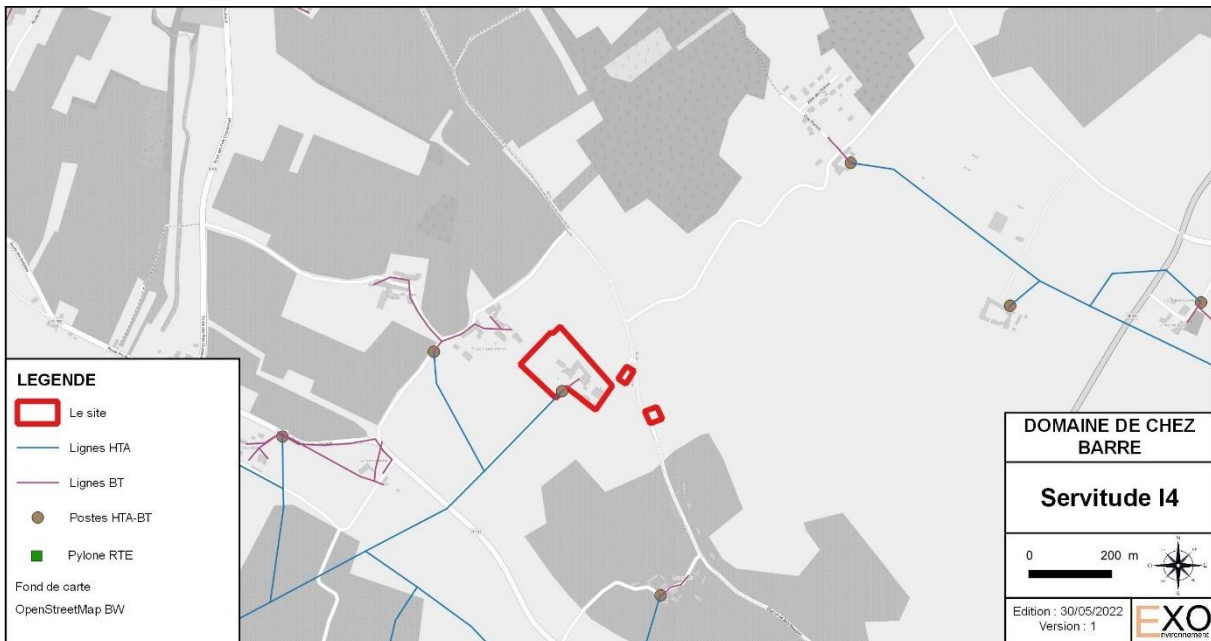 LEGENDE
Le site
Lignes HTA
Lignes BT
Postes HTA-BT
Pylone RTE
Fond de carte
OpenStreetMap BW
DOMAINE DE CHEZ
BARRE
Servitude I4
0 200 m
Edition : 30/05/2022
Version : 1
EXO
nvironnement